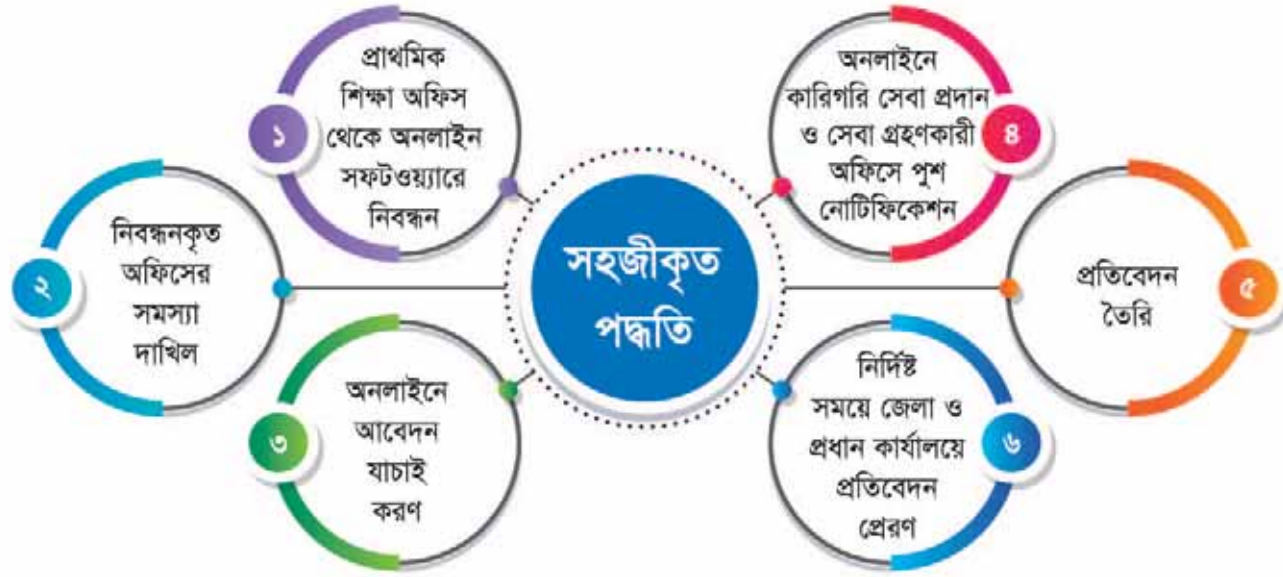 ১
প্রাথমিক
শিক্ষা অফিস
থেকে অনলাইন
সফটওয়্যারে
নিবন্ধন
২
নিবন্ধনকৃত
অফিসের
সমস্যা
দাখিল
৩
অনলাইনে
আবেদন
যাচাই
করণ
সহজীকৃত
পদ্ধতি
৪
অনলাইনে
কারিগরি সেবা প্রদান
ও সেবা গ্রহণকারী
অফিসে পুশ
নোটিফিকেশন
৫
প্রতিবেদন
তৈরি
৬
নির্দিষ্ট
সময়ে জেলা ও
প্রধান কার্যালয়ে
প্রতিবেদন
প্রেরণ